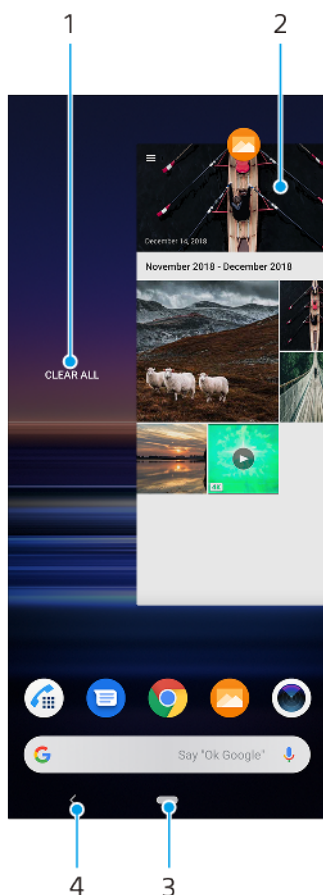 1 2
December 14, 2018
November 2018 - December 2018
CLEAR ALL
4K
G Say "Ok Google"
4 3